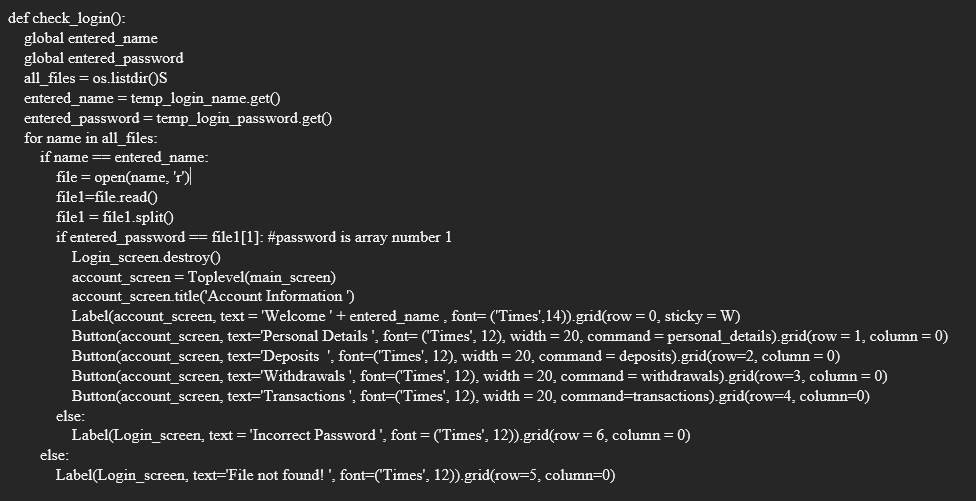 def check_login():
    global entered_name
    global entered_password
    all_files = os.listdir()S
    entered_name = temp_login_name.get()
    entered_password = temp_login_password.get()
    for name in all_files:
        if name == entered_name:
            file = open(name, 'r')
            file1=file.read()
            file1 = file1.split()
            if entered_password == file1[1]: #password is array number 1
                Login_screen.destroy()
                account_screen = Toplevel(main_screen)
                account_screen.title('Account Information ')
                Label(account_screen, text = 'Welcome ' + entered_name , font= ('Times',14)).grid(row = 0, sticky = W)
                Button(account_screen, text='Personal Details ', font= ('Times', 12), width = 20, command = personal_details).grid(row = 1, column = 0)
                Button(account_screen, text='Deposits  ', font=('Times', 12), width = 20, command = deposits).grid(row=2, column = 0)
                Button(account_screen, text='Withdrawals ', font=('Times', 12), width = 20, command = withdrawals).grid(row=3, column = 0)
                Button(account_screen, text='Transactions ', font=('Times', 12), width = 20, command=transactions).grid(row=4, column=0)
            else:
                Label(Login_screen, text = 'Incorrect Password ', font = ('Times', 12)).grid(row = 6, column = 0)
        else:
            Label(Login_screen, text='File not found! ', font=('Times', 12)).grid(row=5, column=0)